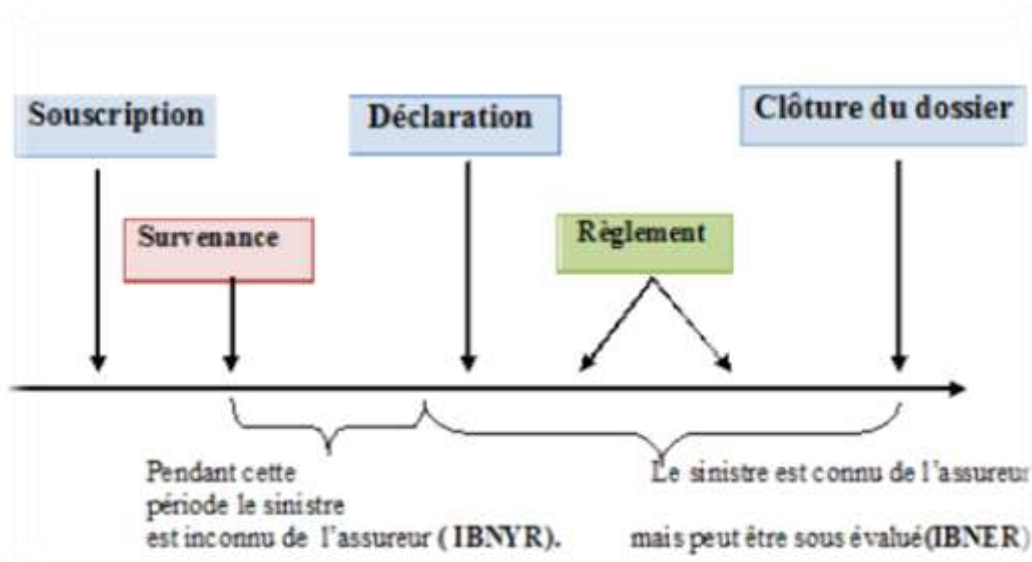 Souscription
Déclaration
Clôture du dossier
Survenance
Règlement
Pendant cette
période le sinistre
est inconnu de l'assureur ( IBNYR).
Le sinistre est connu de l'assureur
mais peut être sous évalué(IBNER)